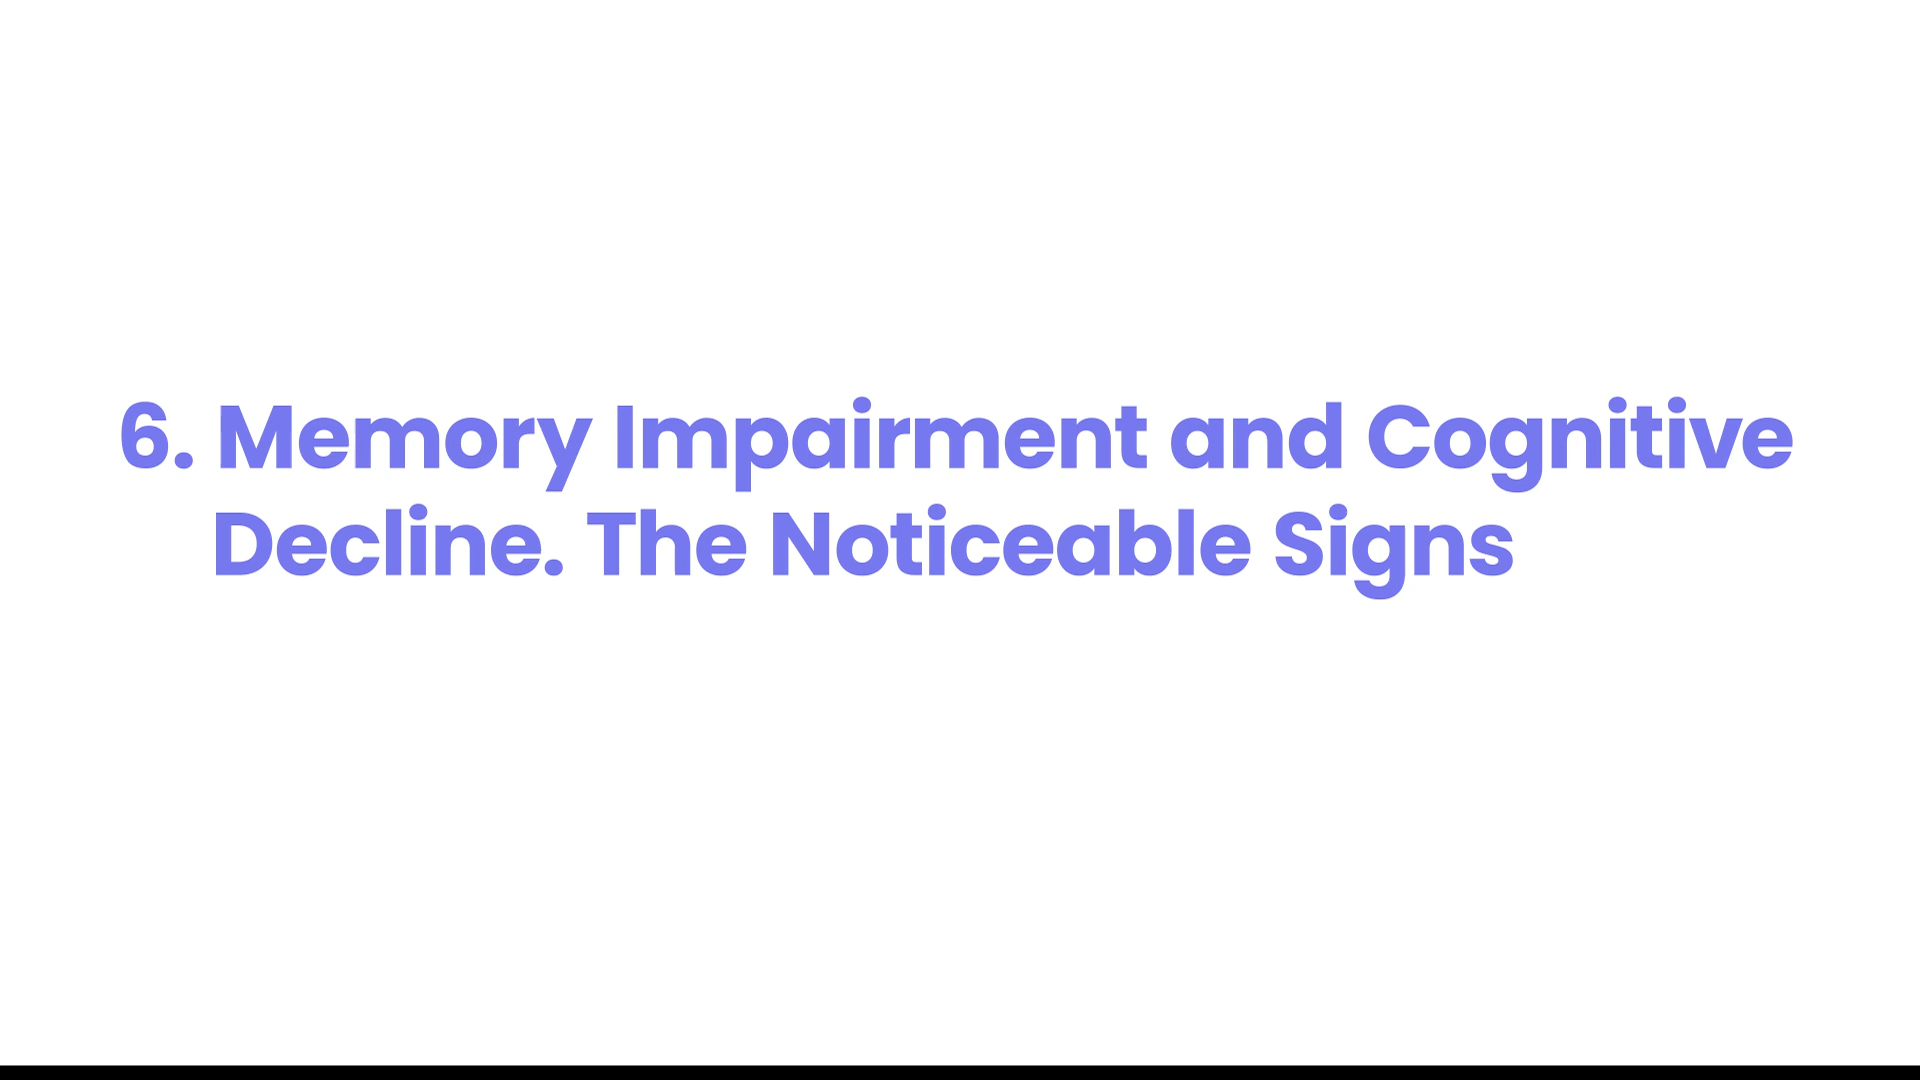 6. Memory Impairment and Cognitive
Decline. The Noticeable Signs